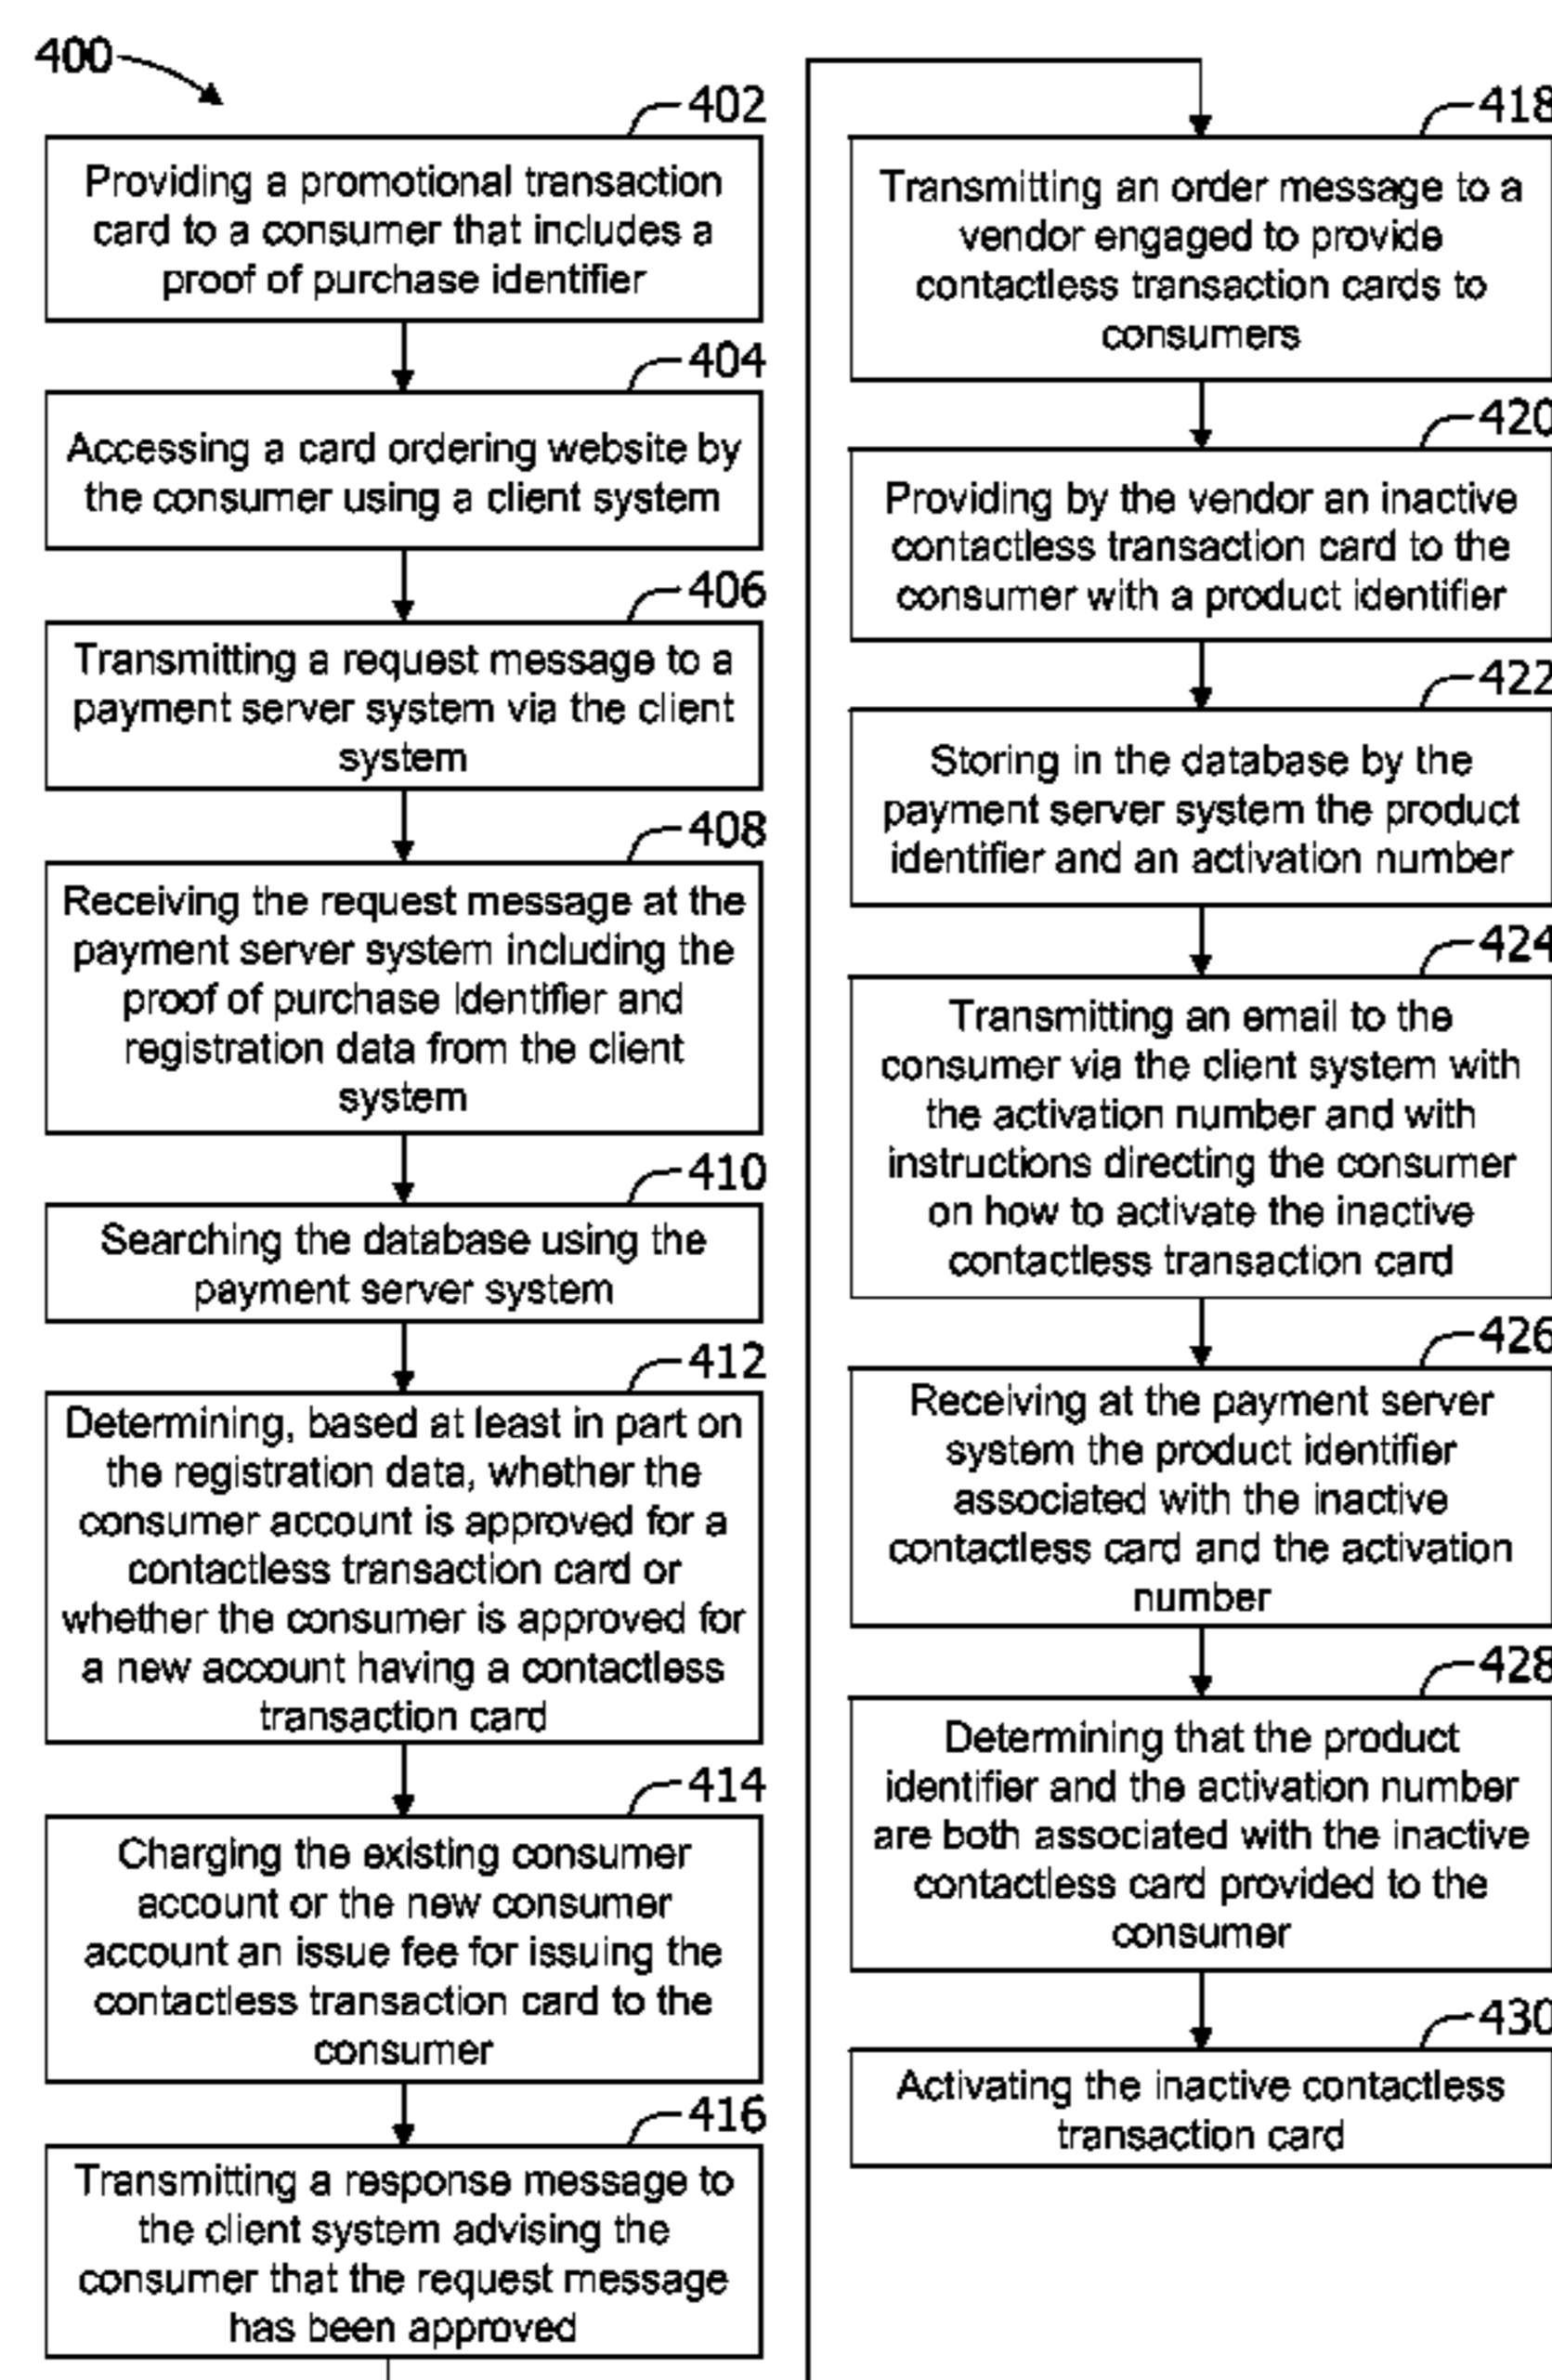 400
402
Providing a promotional transaction
card to a consumer that includes a
proof of purchase identifier
404
Accessing a card ordering website by
the consumer using a client system
406
Transmitting a request message to a
payment server system via the client
system
408
Receiving the request message at the
payment server system including the
proof of purchase Identifier and
registration data from the client
system
410
Searching the database using the
payment server system
412
Determining, based at least in part on
the registration data, whether the
consumer account is approved for a
contactless transaction card or
whether the consumer is approved for
a new account having a contactless
transaction card
414
Charging the existing consumer
account or the new consumer
account an issue fee for issuing the
contactless transaction card to the
consumer
416
Transmitting a response message to
the client system advising the
consumer that the request message
has been approved
418
Transmitting an order message to a
vendor engaged to provide
contactless transaction cards to
consumers
420
Providing by the vendor an inactive
contactless transaction card to the
consumer with a product identifier
422
Storing in the database by the
payment server system the product
identifier and an activation number
424
Transmitting an email to the
consumer via the client system with
the activation number and with
instructions directing the consumer
on how to activate the inactive
contactless transaction card
426
Receiving at the payment server
system the product identifier
associated with the inactive
contactless card and the activation
number
428
Determining that the product
identifier and the activation number
are both associated with the inactive
contactless card provided to the
consumer
430
Activating the inactive contactless
transaction card